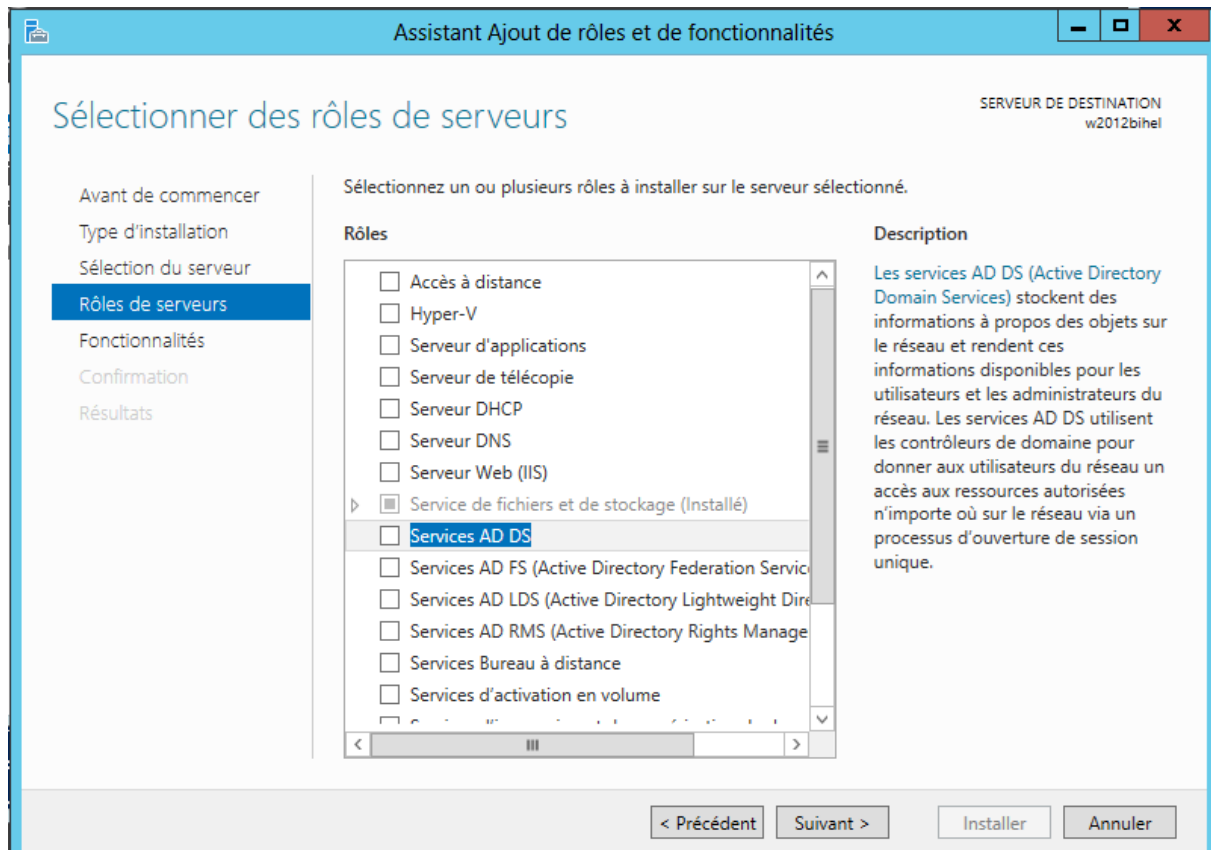 Assistant Ajout de rôles et de fonctionnalités
Sélectionner des rôles de serveurs
SERVEUR DE DESTINATION
w2012bihel
Avant de commencer
Type d'installation
Sélection du serveur
Rôles de serveurs
Fonctionnalités
Confirmation
Résultats
Sélectionnez un ou plusieurs rôles à installer sur le serveur sélectionné.
Rôles
Accès à distance
Hyper-V
Serveur d'applications
Serveur de télécopie
Serveur DHCP
Serveur DNS
Serveur Web (IIS)
Service de fichiers et de stockage (Installé)
Services AD DS
Services AD FS (Active Directory Federation Servic
Services AD LDS (Active Directory Lightweight Dire
Services AD RMS (Active Directory Rights Manage
Services Bureau à distance
Services d'activation en volume
Description
Les services AD DS (Active Directory
Domain Services) stockent des
informations à propos des objets sur
le réseau et rendent ces
informations disponibles pour les
utilisateurs et les administrateurs du
réseau. Les services AD DS utilisent
les contrôleurs de domaine pour
donner aux utilisateurs du réseau un
accès aux ressources autorisées
n'importe où sur le réseau via un
processus d'ouverture de session
unique.
< Précédent
Suivant >
Installer
Annuler